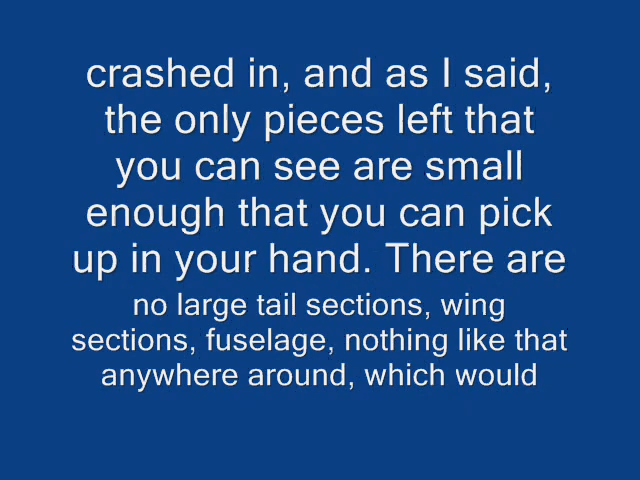 crashed in, and as I said,
the only pieces left that
you can see are small
enough that you can pick
up in your hand. There are
no large tail sections, wing
sections, fuselage, nothing like that
anywhere around, which would